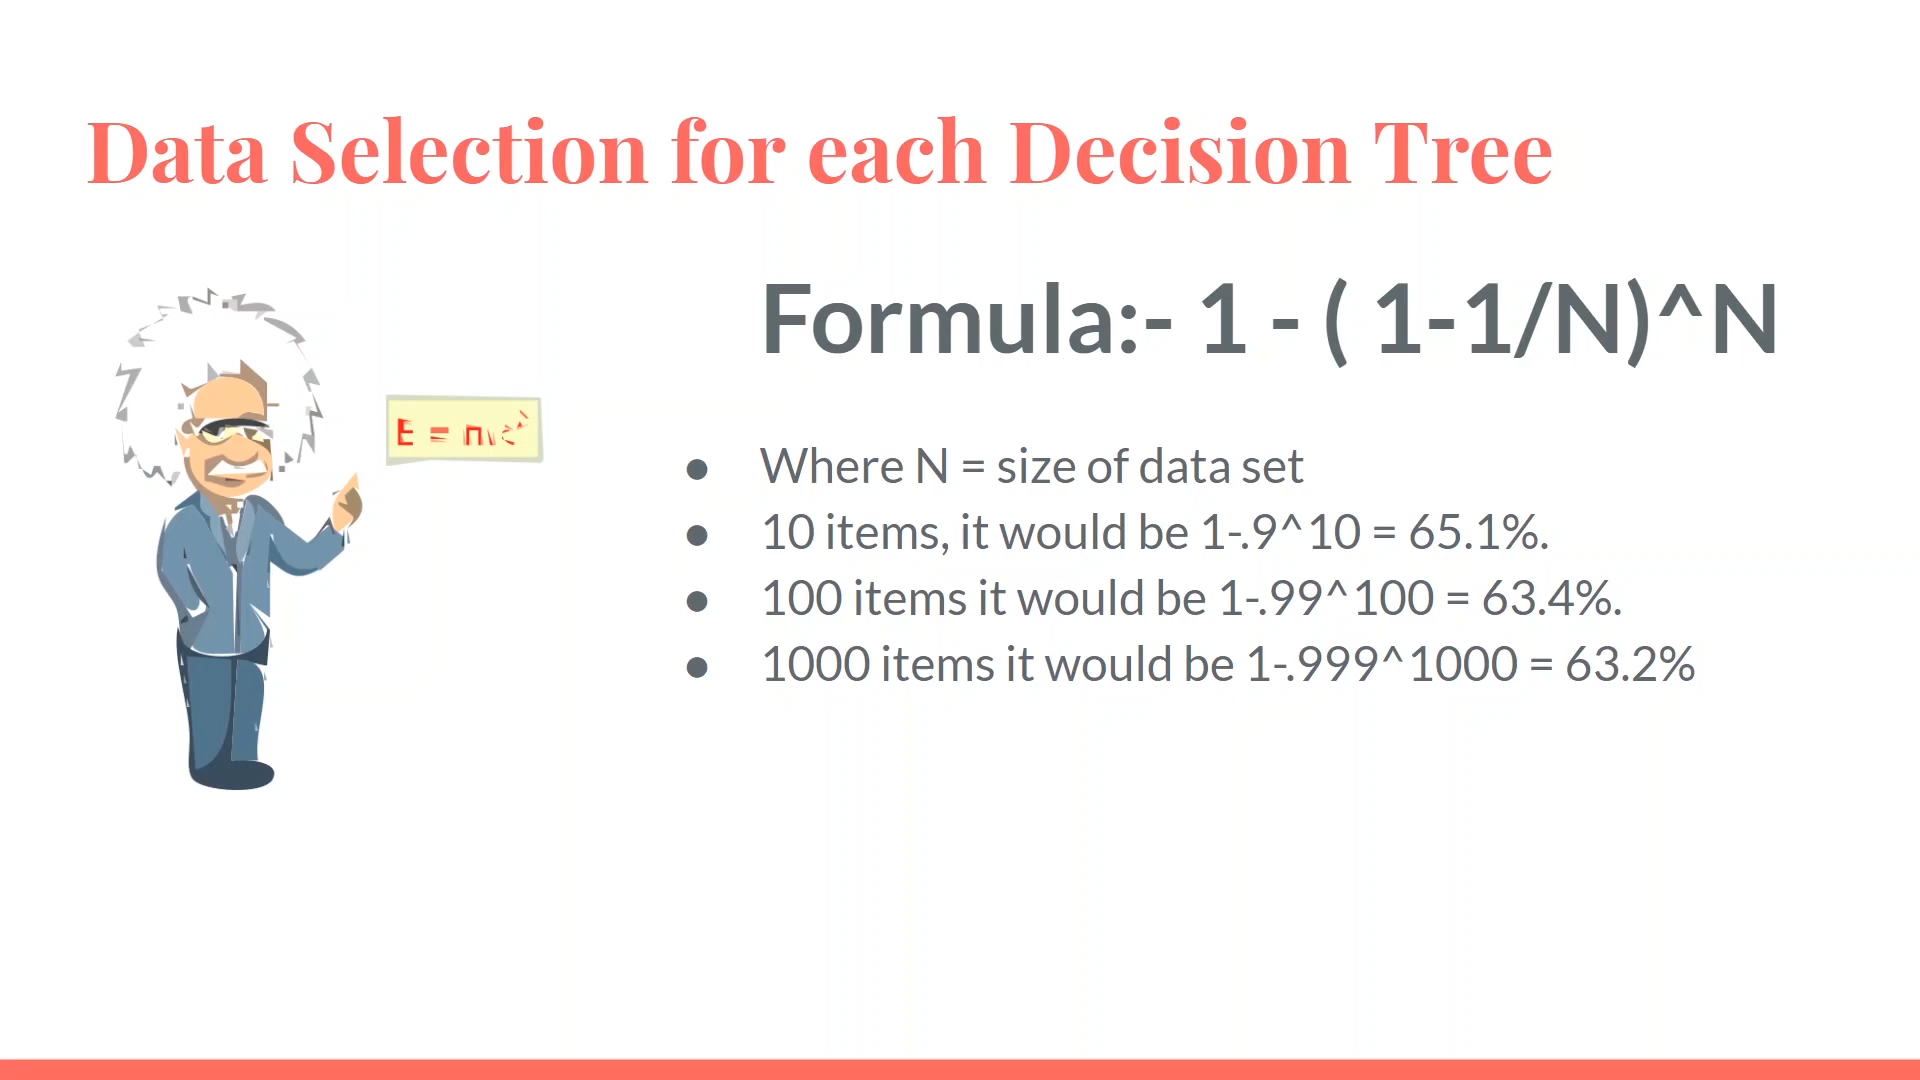 Data Selection for each Decision Tree
Formula:- 1 - ( 1-1/N)^N
E = mc²
● Where N = size of data set
● 10 items, it would be 1-.9^10 = 65.1%.
● 100 items it would be 1-.99^100 = 63.4%.
● 1000 items it would be 1-.999^1000 = 63.2%